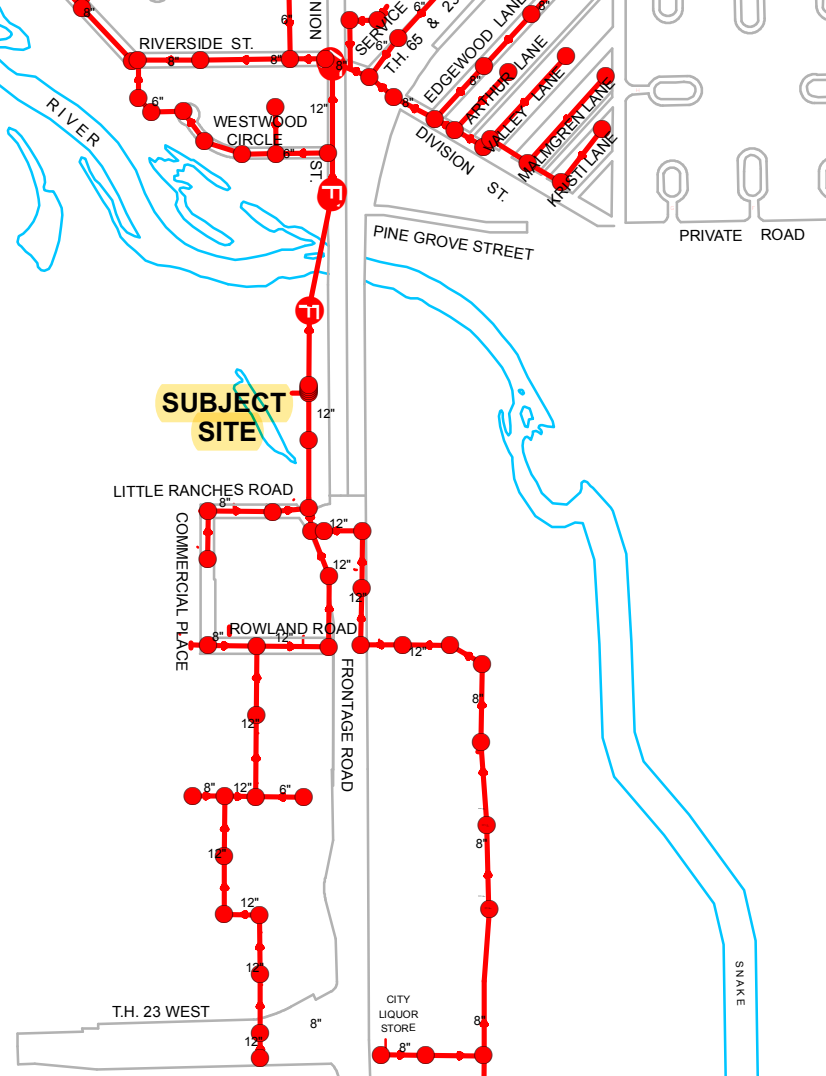 8"
6"
NION
SERVICE
6"
6"
T.H. 65 & 23
8"
EDGEWOOD LANE
RIVERSIDE ST.
8"
8"
8"
8"
8"
ARTHUR LANE
VALLEY LANE
MALMGREN LANE
KRISTI LANE
RIVER
6"
12"
WESTWOOD
CIRCLE
6"
ST.
DIVISION ST.
F
PINE GROVE STREET
PRIVATE ROAD
F
SUBJECT
SITE
12"
LITTLE RANCHES ROAD
8"
COMMERCIAL PLACE
12"
12"
12"
ROWLAND ROAD
8"
12"
12"
FRONTAGE ROAD
8"
12"
8"
12"
6"
8"
12"
12"
SNAKE
12"
CITY
LIQUOR
STORE
T.H. 23 WEST
8"
8"
12"
8"